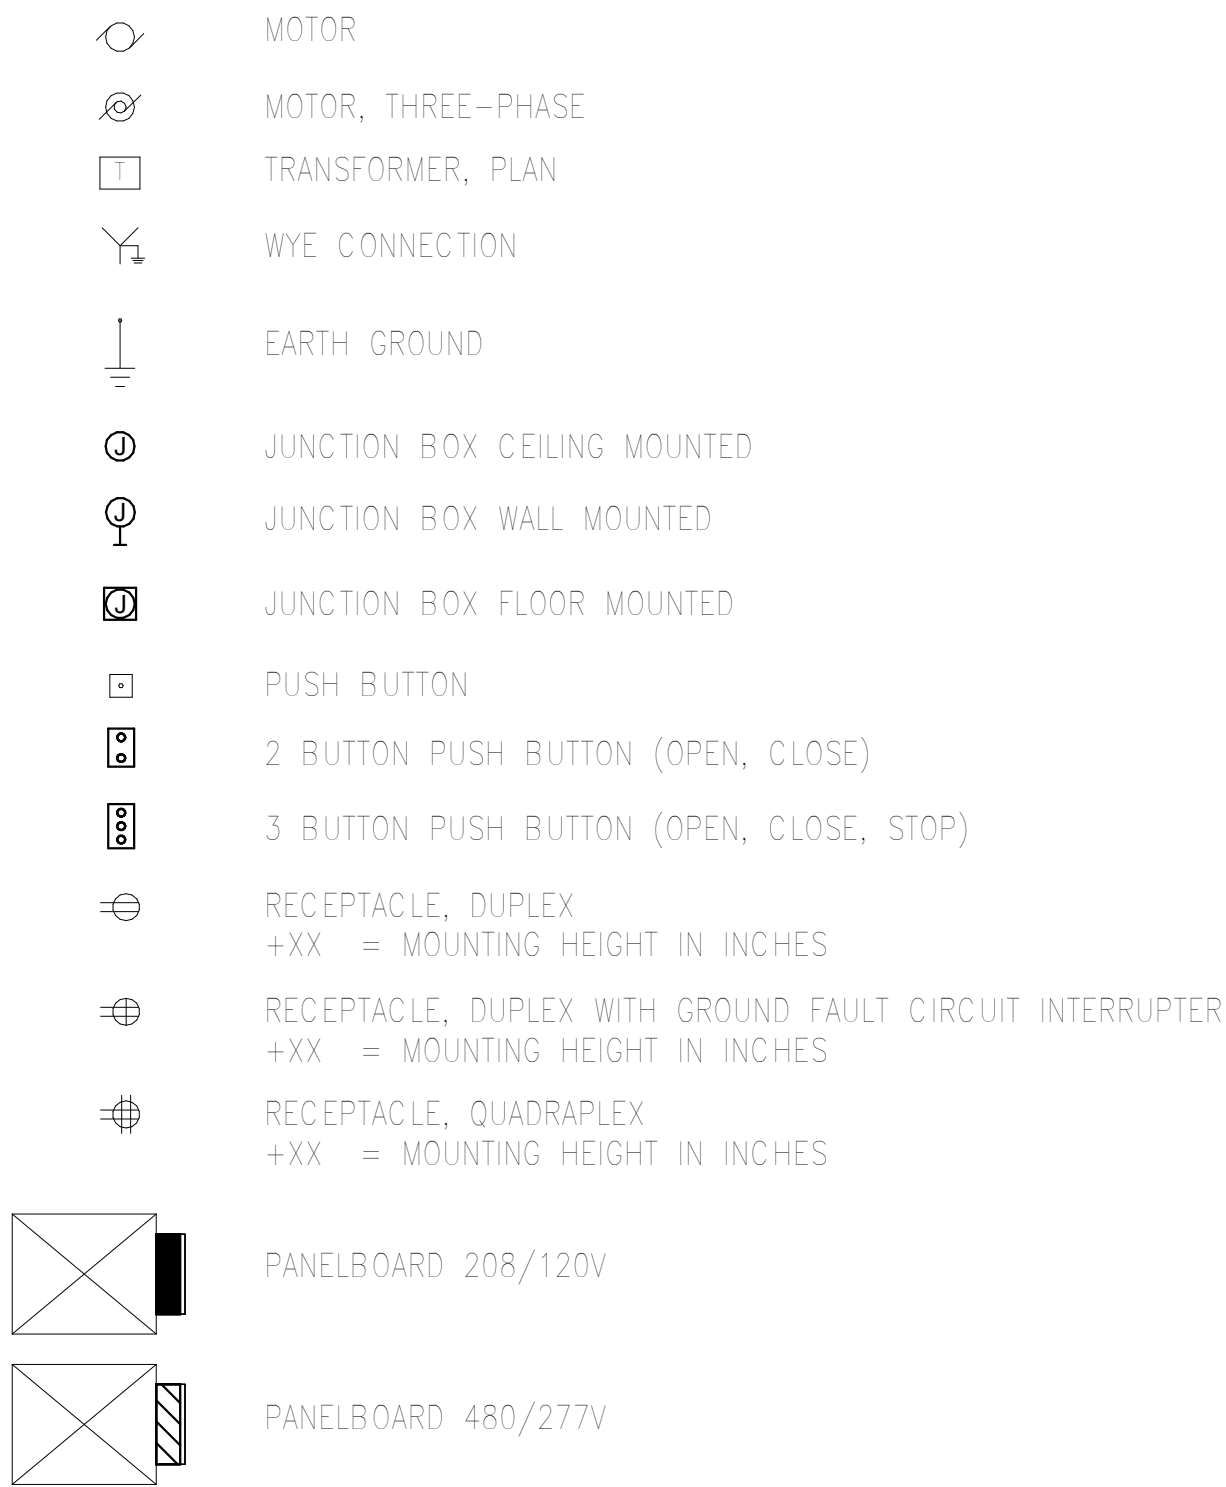 MOTOR
MOTOR, THREE-PHASE
T
TRANSFORMER, PLAN
WYE CONNECTION
EARTH GROUND
J
JUNCTION BOX CEILING MOUNTED
J
JUNCTION BOX WALL MOUNTED
J
JUNCTION BOX FLOOR MOUNTED
PUSH BUTTON
2 BUTTON PUSH BUTTON (OPEN, CLOSE)
3 BUTTON PUSH BUTTON (OPEN, CLOSE, STOP)
RECEPTACLE, DUPLEX
+XX = MOUNTING HEIGHT IN INCHES
RECEPTACLE, DUPLEX WITH GROUND FAULT CIRCUIT INTERRUPTER
+XX = MOUNTING HEIGHT IN INCHES
RECEPTACLE, QUADRAPLEX
+XX = MOUNTING HEIGHT IN INCHES
PANELBOARD 208/120V
PANELBOARD 480/277V